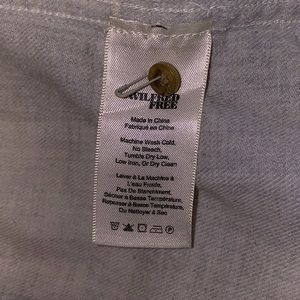 WILFRED
FREE
Made in China
Fabriqué en Chine
Machine Wash Cold,
No Bleach,
Tumble Dry Low,
Low Iron, Or Dry Clean
Laver à La Machine à
L'eau Froide,
Pas De Blanchiment,
Sécher à Basse Température,
Repasser à Basse Température,
Ou Nettoyer à Sec